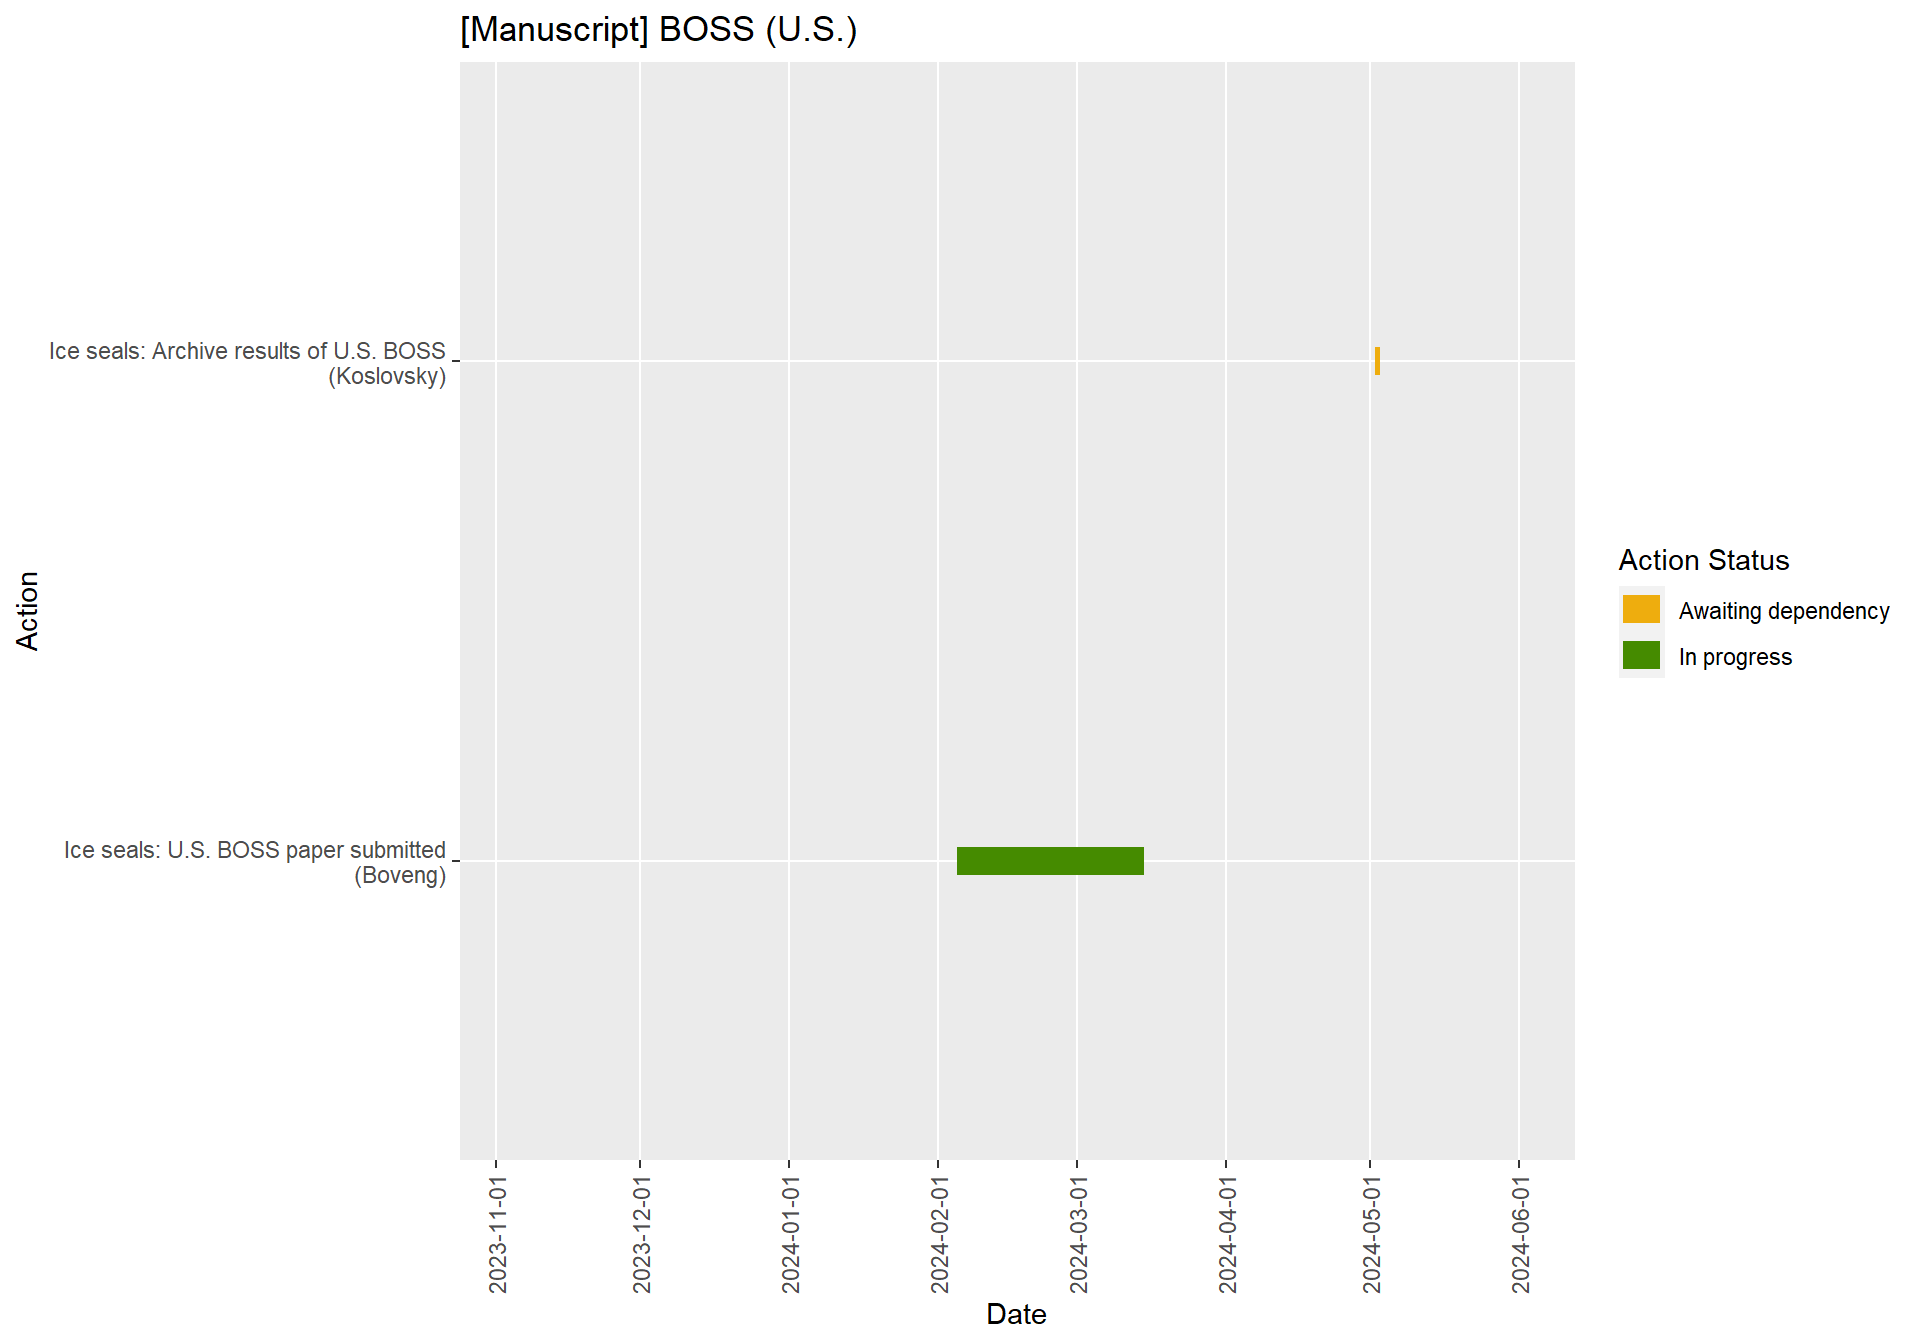 [Manuscript] BOSS (U.S.)
Ice seals: Archive results of U.S. BOSS
(Koslovsky)
Action
Ice seals: U.S. BOSS paper submitted
(Boveng)
Action Status
Awaiting dependency
In progress
2023-11-01
2023-12-01
2024-01-01
2024-02-01
2024-03-01
2024-04-01
2024-05-01
2024-06-01
Date